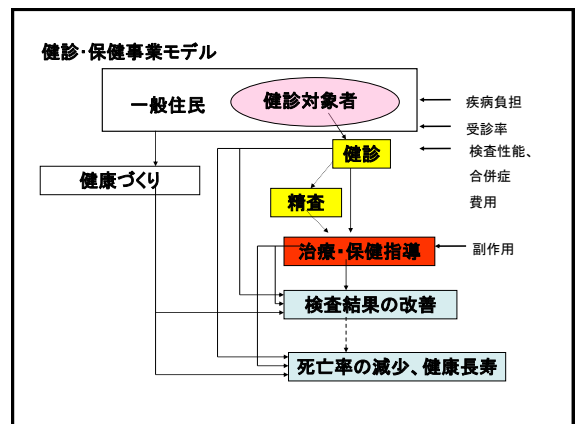 健診・保健事業モデル
一般住民
健診対象者
疾病負担
受診率
健診
検査性能、
合併症
費用
健康づくり
精査
治療・保健指導
副作用
検査結果の改善
死亡率の減少、健康長寿